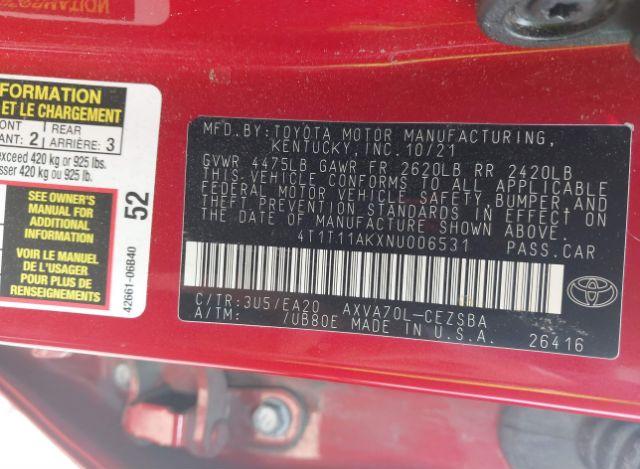 NOITAN
FORMATION
ET LE CHARGEMENT
ONT
ANT: 2
REAR
ARRIÈRE: 3
exceed 420 kg or 925 lbs.
sser 420 kg ou 925 lb.
SEE OWNER'S
MANUAL FOR
ADDITIONAL
INFORMATION
VOIR LE MANUEL
DE L'USAGER
POUR PLUS DE
RENSEIGNEMENTS
52
42661-06B40
MFD.BY:TOYOTA MOTOR MANUFACTURING,
KENTUCKY, INC. 10/21
GVWR 4475LB GAWR FR 2620LB RR 2420LB
THIS VEHICLE CONFORMS TO ALL APPLICABLE
FEDERAL MOTOR VEHICLE SAFETY, BUMPER, AND
THEFT PREVENTION STANDARDS IN EFFECT ON
THE DATE OF MANUFACTURE SHOWN ABOVE.
4T1T11AKXNU006531 PASS.CAR
C/TR:3U5/EA20 AXVA70L-CEZSBA
A/TM: /UB80E MADE IN U.S.A. 26416